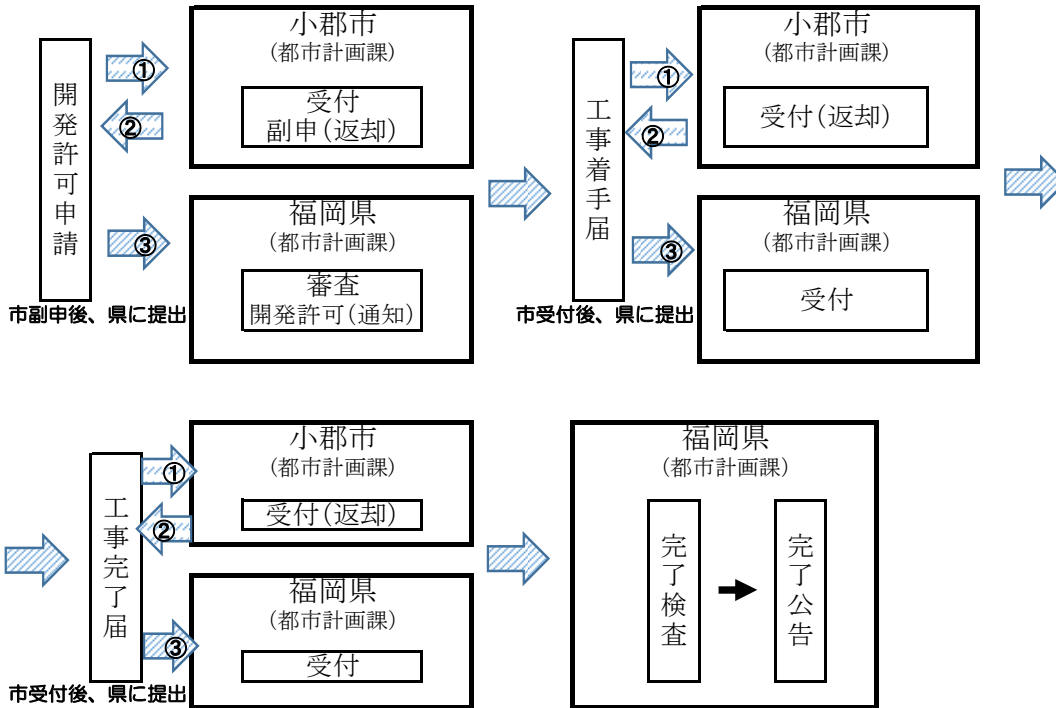 開発許可申請
①
②
③
市副申後、県に提出
小郡市
(都市計画課)
受付
副申(返却)
福岡県
(都市計画課)
審査
開発許可(通知)
工事着手届
①
②
③
市受付後、県に提出
小郡市
(都市計画課)
受付(返却)
福岡県
(都市計画課)
受付
工事完了届
①
②
③
市受付後、県に提出
小郡市
(都市計画課)
受付(返却)
福岡県
(都市計画課)
受付
福岡県
(都市計画課)
完了検査
完了公告